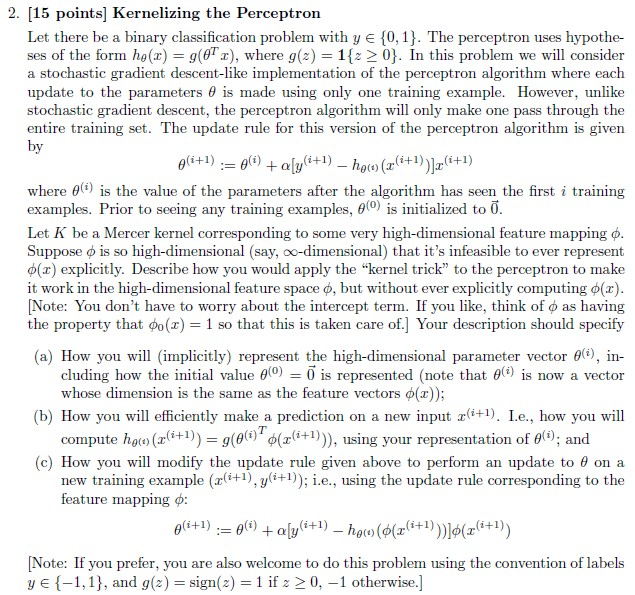 2. [15 points] Kernelizing the Perceptron
Let there be a binary classification problem with y ∈ {0, 1}. The perceptron uses hypothe-
ses of the form hθ(x) = g(θᵀx), where g(z) = 1{z ≥ 0}. In this problem we will consider
a stochastic gradient descent-like implementation of the perceptron algorithm where each
update to the parameters θ is made using only one training example. However, unlike
stochastic gradient descent, the perceptron algorithm will only make one pass through the
entire training set. The update rule for this version of the perceptron algorithm is given
by
θ^(i+1) := θ^(i) + α[y^(i+1) − h_θ^(i)(x^(i+1))]x^(i+1)
where θ^(i) is the value of the parameters after the algorithm has seen the first i training
examples. Prior to seeing any training examples, θ^(0) is initialized to 0⃗.
Let K be a Mercer kernel corresponding to some very high-dimensional feature mapping ϕ.
Suppose ϕ is so high-dimensional (say, ∞-dimensional) that it's infeasible to ever represent
ϕ(x) explicitly. Describe how you would apply the "kernel trick" to the perceptron to make
it work in the high-dimensional feature space ϕ, but without ever explicitly computing ϕ(x).
[Note: You don't have to worry about the intercept term. If you like, think of ϕ as having
the property that ϕ₀(x) = 1 so that this is taken care of.] Your description should specify
(a) How you will (implicitly) represent the high-dimensional parameter vector θ^(i), in-
cluding how the initial value θ^(0) = 0⃗ is represented (note that θ^(i) is now a vector
whose dimension is the same as the feature vectors ϕ(x));
(b) How you will efficiently make a prediction on a new input x^(i+1). I.e., how you will
compute h_θ^(i)(x^(i+1)) = g(θ^(i)ᵀϕ(x^(i+1))), using your representation of θ^(i); and
(c) How you will modify the update rule given above to perform an update to θ on a
new training example (x^(i+1), y^(i+1)); i.e., using the update rule corresponding to the
feature mapping ϕ:
θ^(i+1) := θ^(i) + α[y^(i+1) − h_θ^(i)(ϕ(x^(i+1)))]ϕ(x^(i+1))
[Note: If you prefer, you are also welcome to do this problem using the convention of labels
y ∈ {−1, 1}, and g(z) = sign(z) = 1 if z ≥ 0, −1 otherwise.]